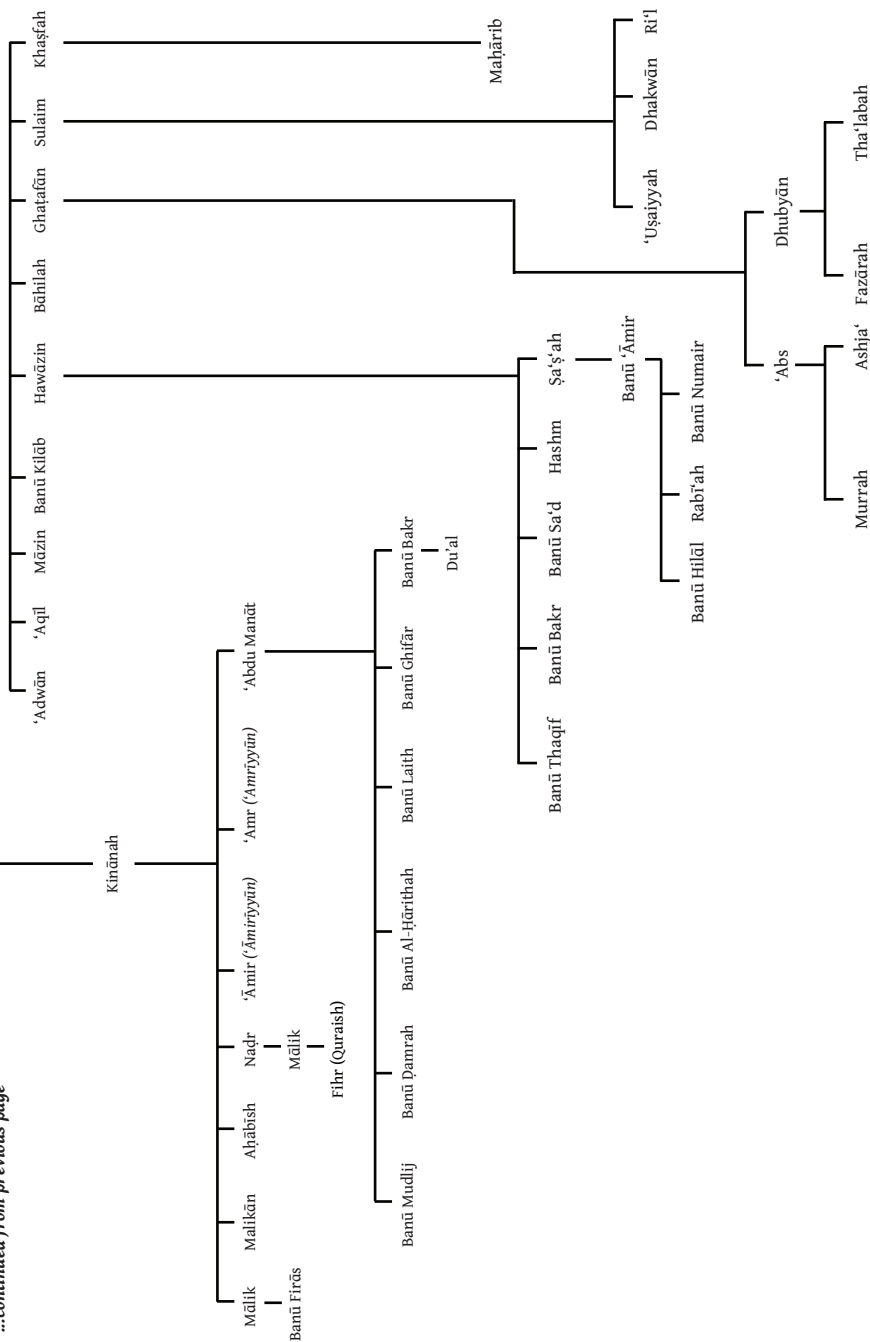 ...continued from previous page
‘Adwān
‘Aqīl
Māzin
Banū Kilāb
Hawāzin
Bāhilah
Ghaṭafān
Sulaim
Khaṣfah
Kinānah
Maḥārib
Mālik
Malikān
Aḥābīsh
Naḍr
‘Āmir (‘Āmirīyyūn)
‘Amr (‘Amrīyyūn)
‘Abdu Manāt
Banū Firās
Mālik
Fihr (Quraish)
Banū Mudlij
Banū Ḍamrah
Banū Al-Ḥārithah
Banū Laith
Banū Ghifār
Banū Bakr
Du’al
Banū Thaqīf
Banū Bakr
Banū Sa‘d
Hashm
Ṣa‘ṣ‘ah
Banū ‘Āmir
Banū Hilāl
Rabī‘ah
Banū Numair
‘Uṣaiyyah
Dhakwān
Ri‘l
‘Abs
Dhubyān
Murrah
Ashja‘
Fazārah
Tha‘labah